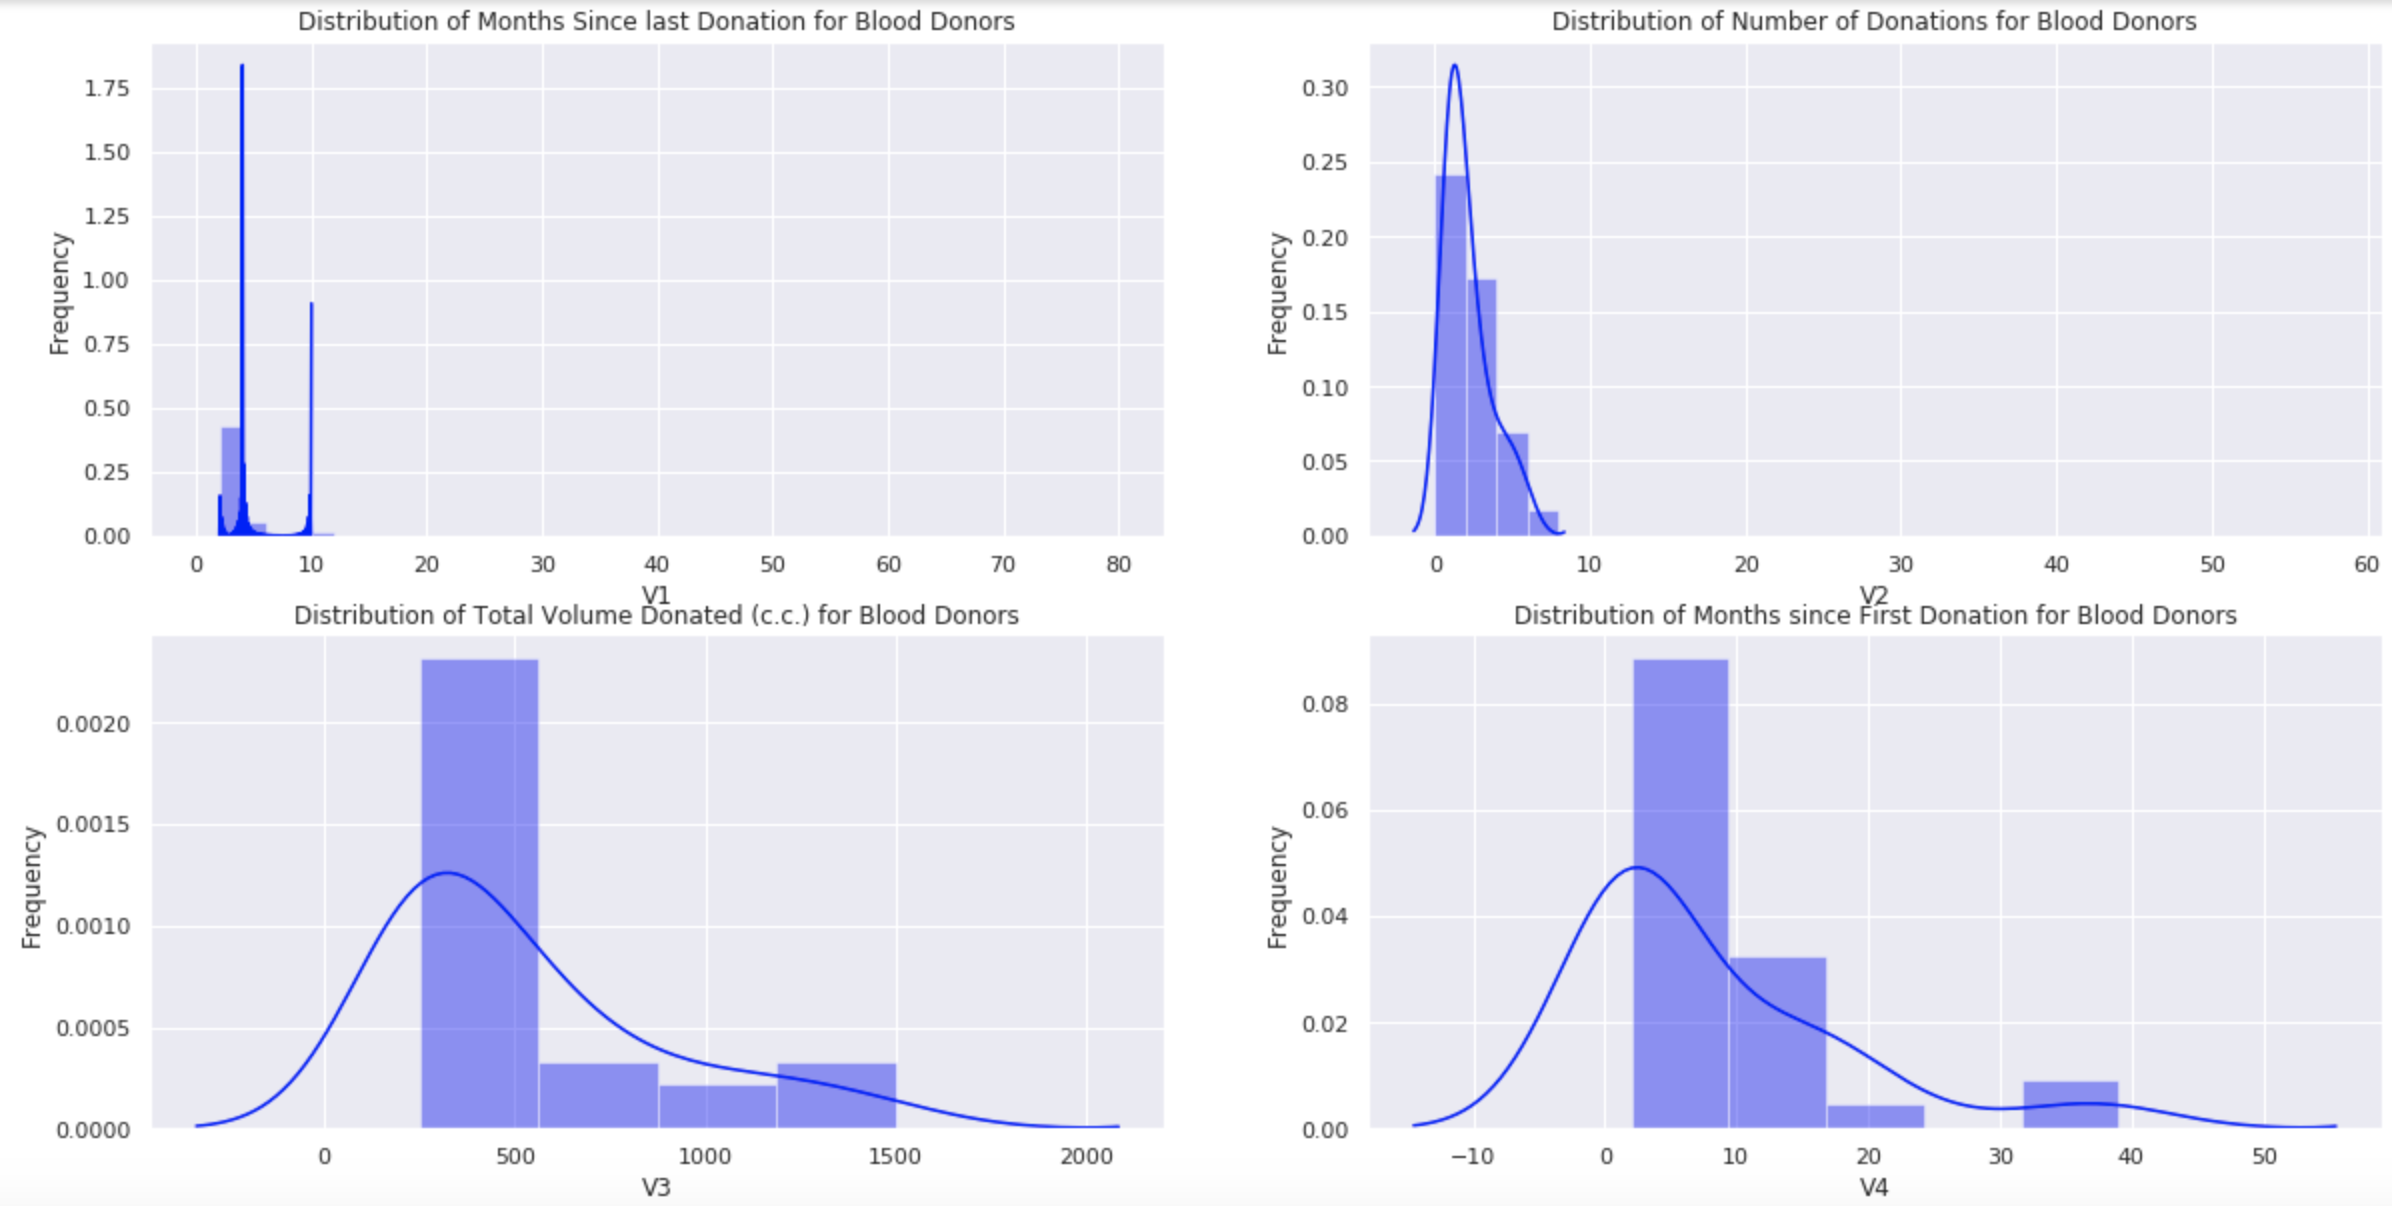 Distribution of Months Since last Donation for Blood Donors
1.75
1.50
1.25
1.00
0.75
0.50
0.25
0.00
Frequency
0 10 20 30 40 50 60 70 80
V1
Distribution of Number of Donations for Blood Donors
0.30
0.25
0.20
0.15
0.10
0.05
0.00
Frequency
0 10 20 30 40 50 60
V2
Distribution of Total Volume Donated (c.c.) for Blood Donors
0.0020
0.0015
0.0010
0.0005
0.0000
Frequency
0 500 1000 1500 2000
V3
Distribution of Months since First Donation for Blood Donors
0.08
0.06
0.04
0.02
0.00
Frequency
−10 0 10 20 30 40 50
V4